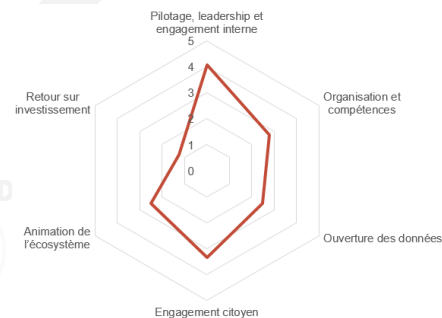 Pilotage, leadership et
engagement interne
5
4
3
2
1
0
Organisation et
compétences
Ouverture des données
Engagement citoyen
Animation de
l'écosystème
Retour sur
investissement